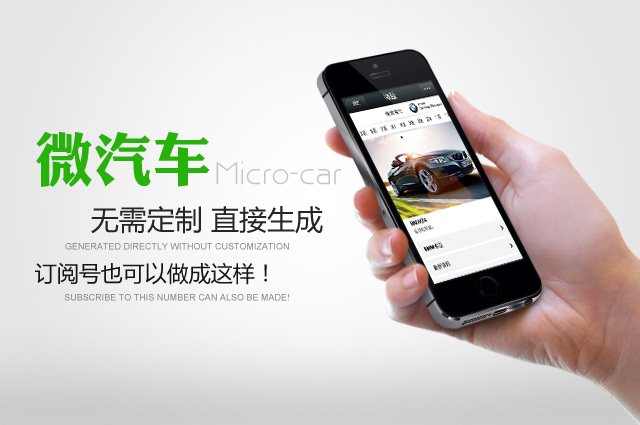 微汽车 Micro-car
无需定制 直接生成
GENERATED DIRECTLY WITHOUT CUSTOMIZATION
订阅号也可以做成这样！
SUBSCRIBE TO THIS NUMBER CAN ALSO BE MADE!